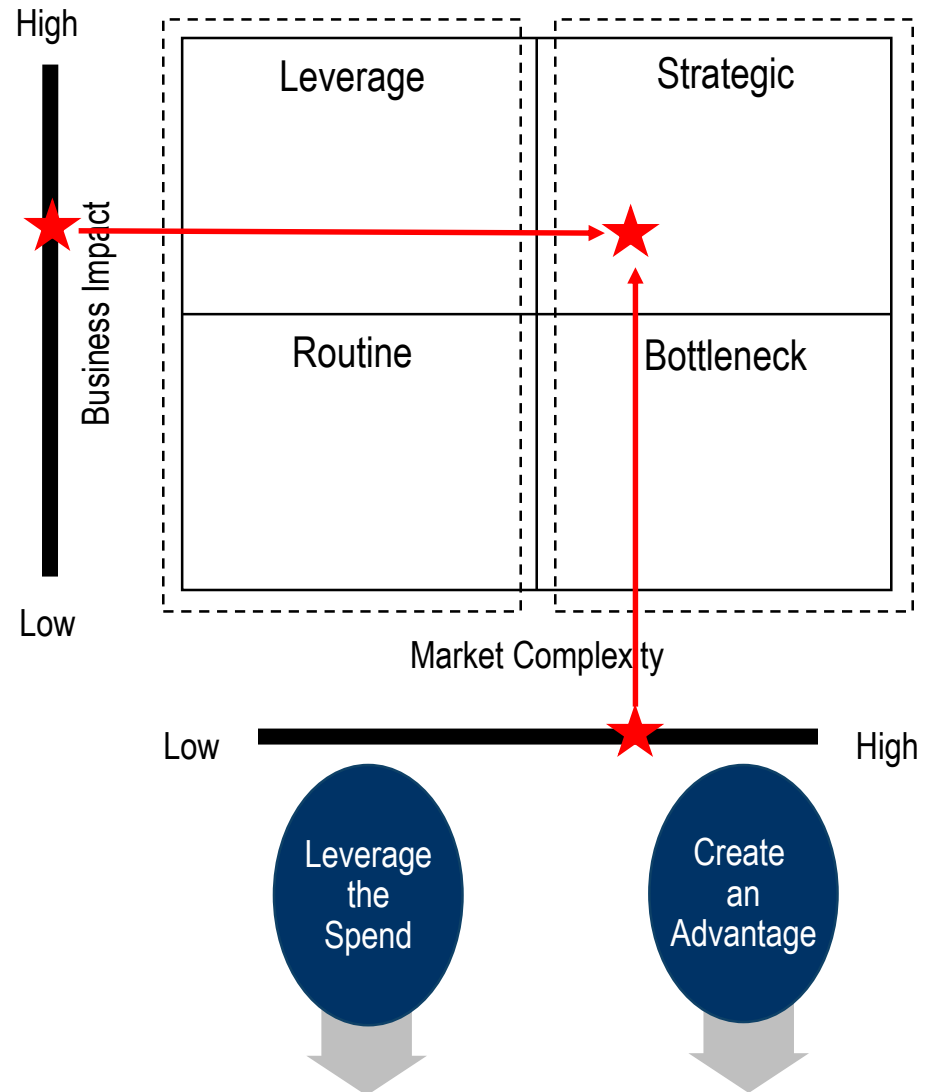 High
Leverage
Strategic
Business Impact
Routine
Bottleneck
Low
Market Complexity
Low
High
Leverage
the
Spend
Create
an
Advantage